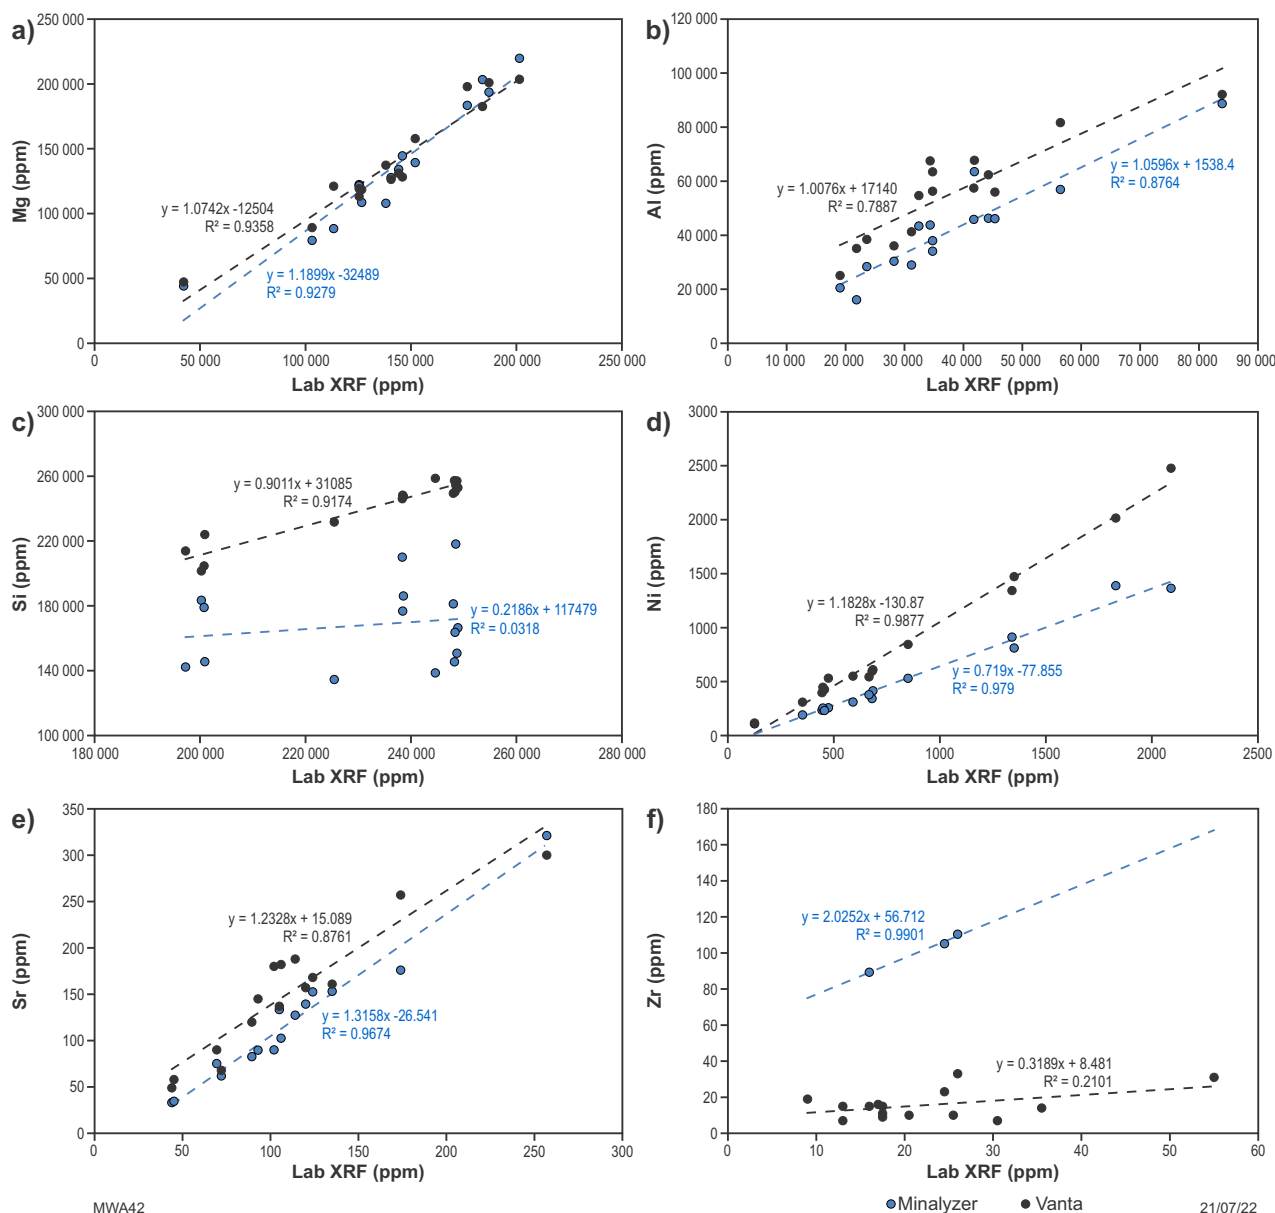 a)
250 000
200 000
150 000
100 000
50 000
0
Mg (ppm)
y = 1.0742x -12504
R² = 0.9358
y = 1.1899x -32489
R² = 0.9279
0 50 000 100 000 150 000 200 000 250 000
Lab XRF (ppm)
b)
120 000
100 000
80 000
60 000
40 000
20 000
0
Al (ppm)
y = 1.0076x + 17140
R² = 0.7887
y = 1.0596x + 1538.4
R² = 0.8764
0 10 000 20 000 30 000 40 000 50 000 60 000 70 000 80 000 90 000
Lab XRF (ppm)
c)
300 000
260 000
220 000
180 000
140 000
100 000
Si (ppm)
y = 0.9011x + 31085
R² = 0.9174
y = 0.2186x + 117479
R² = 0.0318
180 000 200 000 220 000 240 000 260 000 280 000
Lab XRF (ppm)
d)
3000
2500
2000
1500
1000
500
0
Ni (ppm)
y = 1.1828x -130.87
R² = 0.9877
y = 0.719x -77.855
R² = 0.979
0 500 1000 1500 2000 2500
Lab XRF (ppm)
e)
350
300
250
200
150
100
50
0
Sr (ppm)
y = 1.2328x + 15.089
R² = 0.8761
y = 1.3158x -26.541
R² = 0.9674
0 50 100 150 200 250 300
Lab XRF (ppm)
f)
180
160
140
120
100
80
60
40
20
0
Zr (ppm)
y = 2.0252x + 56.712
R² = 0.9901
y = 0.3189x + 8.481
R² = 0.2101
0 10 20 30 40 50 60
Lab XRF (ppm)
MWA42
Minalyzer Vanta
21/07/22